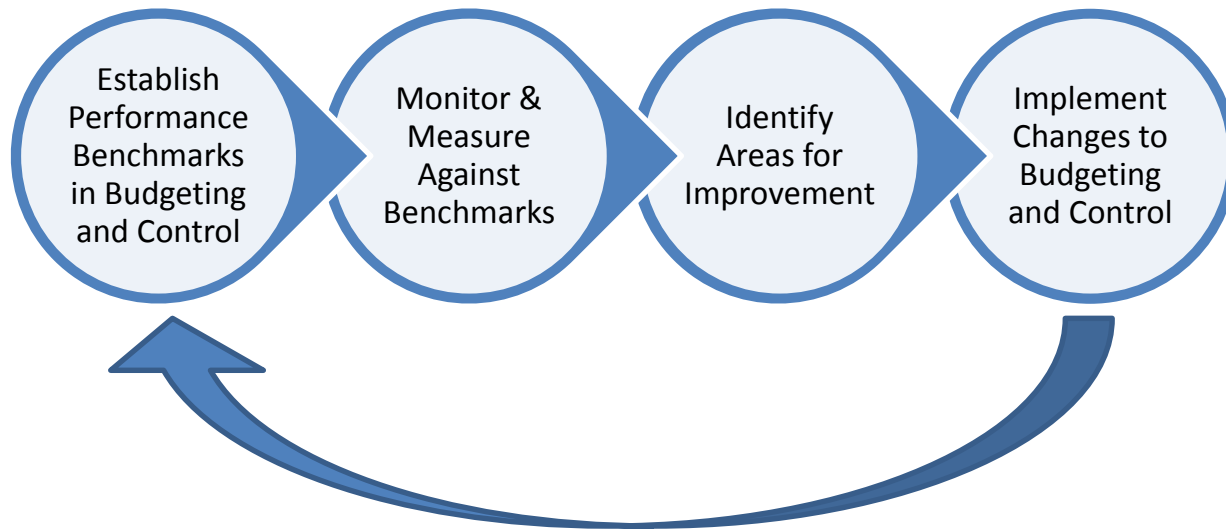 Establish
Performance
Benchmarks
in Budgeting
and Control
Monitor &
Measure
Against
Benchmarks
Identify
Areas for
Improvement
Implement
Changes to
Budgeting
and Control